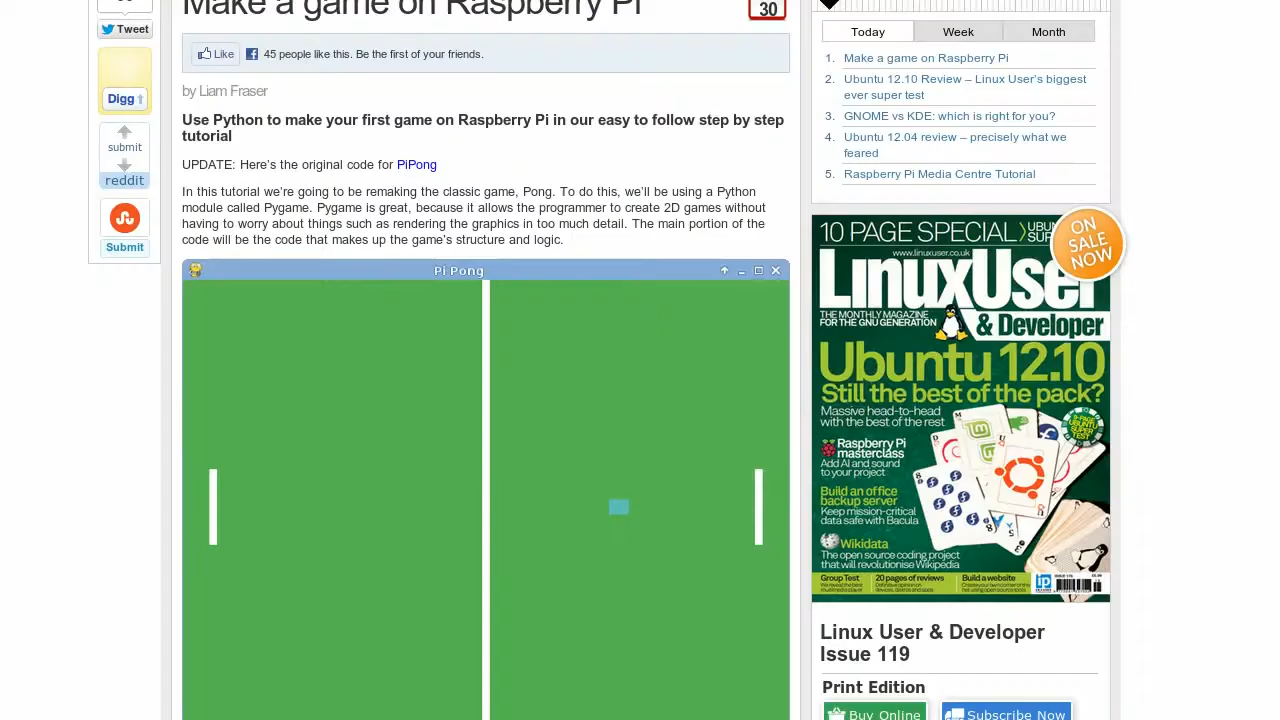 Make a game on Raspberry Pi
30
Tweet
Like
45 people like this. Be the first of your friends.
Digg
submit
reddit
Submit
by Liam Fraser
Use Python to make your first game on Raspberry Pi in our easy to follow step by step
tutorial
UPDATE: Here’s the original code for PiPong
In this tutorial we’re going to be remaking the classic game, Pong. To do this, we’ll be using a Python
module called Pygame. Pygame is great, because it allows the programmer to create 2D games without
having to worry about things such as rendering the graphics in too much detail. The main portion of the
code will be the code that makes up the game’s structure and logic.
Pi Pong
Today Week Month
1. Make a game on Raspberry Pi
2. Ubuntu 12.10 Review – Linux User’s biggest
ever super test
3. GNOME vs KDE: which is right for you?
4. Ubuntu 12.04 review – precisely what we
feared
5. Raspberry Pi Media Centre Tutorial
10 PAGE SPECIAL
ON
SALE
NOW
www.linuxuser.co.uk
LinuxUser
THE MONTHLY MAGAZINE
FOR THE GNU GENERATION
& Developer
Ubuntu 12.10
Still the best of the pack?
Massive head-to-head
with the best of the rest
Raspberry Pi
masterclass
Add AI and sound
to your project
Build an office
backup server
Keep mission-critical
data safe with Bacula
Wikidata
The open source coding project
that will revolutionise Wikipedia
Group Test
20 pages of reviews
Build a website
Linux User & Developer
Issue 119
Print Edition
Buy Online
Subscribe Now